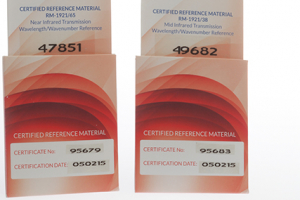 CERTIFIED REFERENCE MATERIAL
RM-1921/65
Near Infrared Transmission
Wavelength/Wavenumber Reference
47851
CERTIFIED REFERENCE MATERIAL
CERTIFICATE No: 95679
CERTIFICATION DATE: 050215
CERTIFIED REFERENCE MATERIAL
RM-1921/38
Mid Infrared Transmission
Wavelength/Wavenumber Reference
49682
CERTIFIED REFERENCE MATERIAL
CERTIFICATE No: 95683
CERTIFICATION DATE: 050215